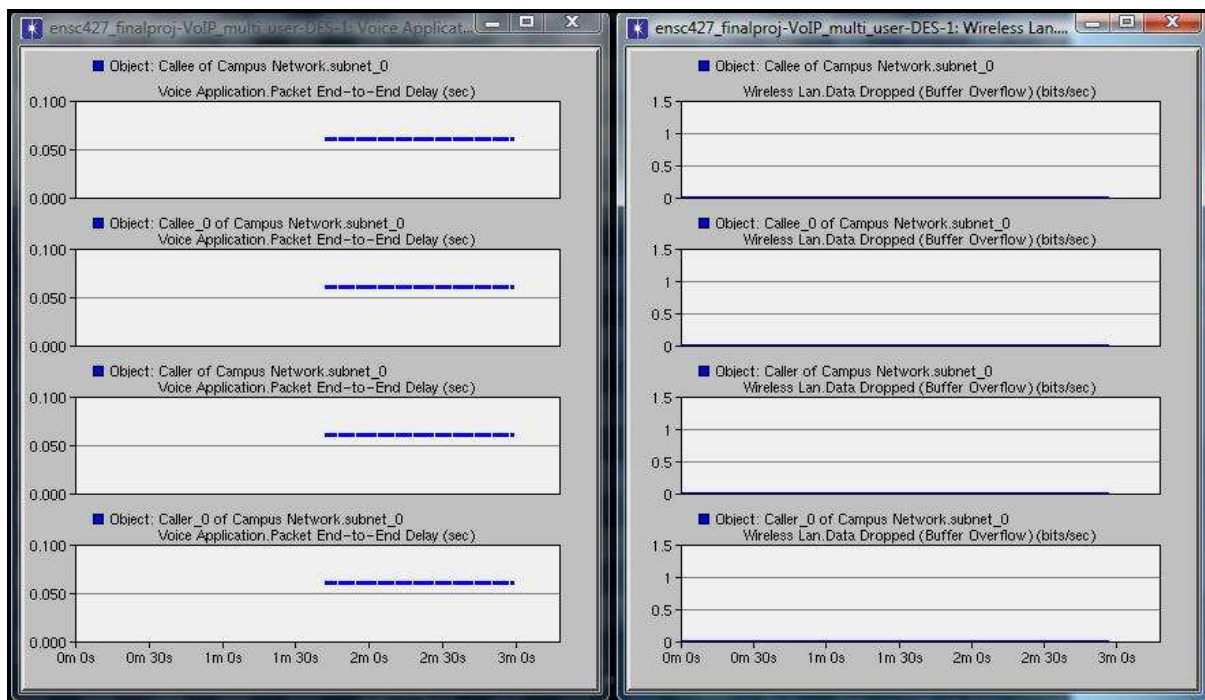 ensc427_finalproj-VoIP_multi_user-DES-1: Voice Applicat...
Object: Callee of Campus Network.subnet_0
Voice Application.Packet End-to-End Delay (sec)
0.100
0.050
0.000
Object: Callee_0 of Campus Network.subnet_0
Voice Application.Packet End-to-End Delay (sec)
0.100
0.050
0.000
Object: Caller of Campus Network.subnet_0
Voice Application.Packet End-to-End Delay (sec)
0.100
0.050
0.000
Object: Caller_0 of Campus Network.subnet_0
Voice Application.Packet End-to-End Delay (sec)
0.100
0.050
0.000
0m 0s 0m 30s 1m 0s 1m 30s 2m 0s 2m 30s 3m 0s
ensc427_finalproj-VoIP_multi_user-DES-1: Wireless Lan....
Object: Callee of Campus Network.subnet_0
Wireless Lan.Data Dropped (Buffer Overflow) (bits/sec)
1.5
1
0.5
0
Object: Callee_0 of Campus Network.subnet_0
Wireless Lan.Data Dropped (Buffer Overflow) (bits/sec)
1.5
1
0.5
0
Object: Caller of Campus Network.subnet_0
Wireless Lan.Data Dropped (Buffer Overflow) (bits/sec)
1.5
1
0.5
0
Object: Caller_0 of Campus Network.subnet_0
Wireless Lan.Data Dropped (Buffer Overflow) (bits/sec)
1.5
1
0.5
0
0m 0s 0m 30s 1m 0s 1m 30s 2m 0s 2m 30s 3m 0s